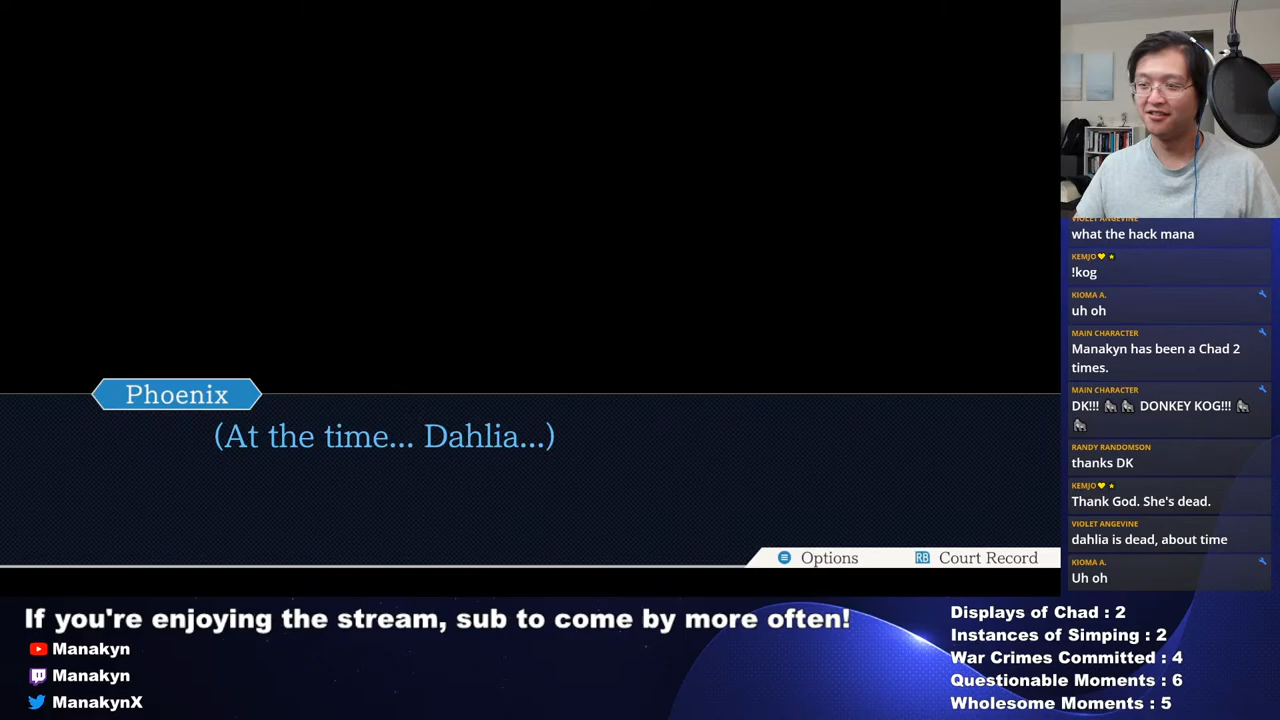 Phoenix
(At the time... Dahlia...)
Options
RB Court Record
VIOLET ANGEVINE
what the hack mana
KEMJO
!kog
KIOMA A.
uh oh
MAIN CHARACTER
Manakyn has been a Chad 2
times.
MAIN CHARACTER
DK!!! 🦍 🦍 DONKEY KOG!!! 🦍
🦍
RANDY RANDOMSON
thanks DK
KEMJO
Thank God. She's dead.
VIOLET ANGEVINE
dahlia is dead, about time
KIOMA A.
Uh oh
If you're enjoying the stream, sub to come by more often!
Manakyn
Manakyn
ManakynX
Displays of Chad : 2
Instances of Simping : 2
War Crimes Committed : 4
Questionable Moments : 6
Wholesome Moments : 5